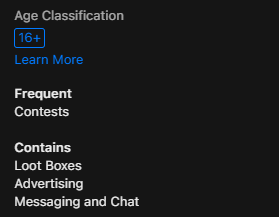 Age Classification
16+
Learn More
Frequent
Contests
Contains
Loot Boxes
Advertising
Messaging and Chat